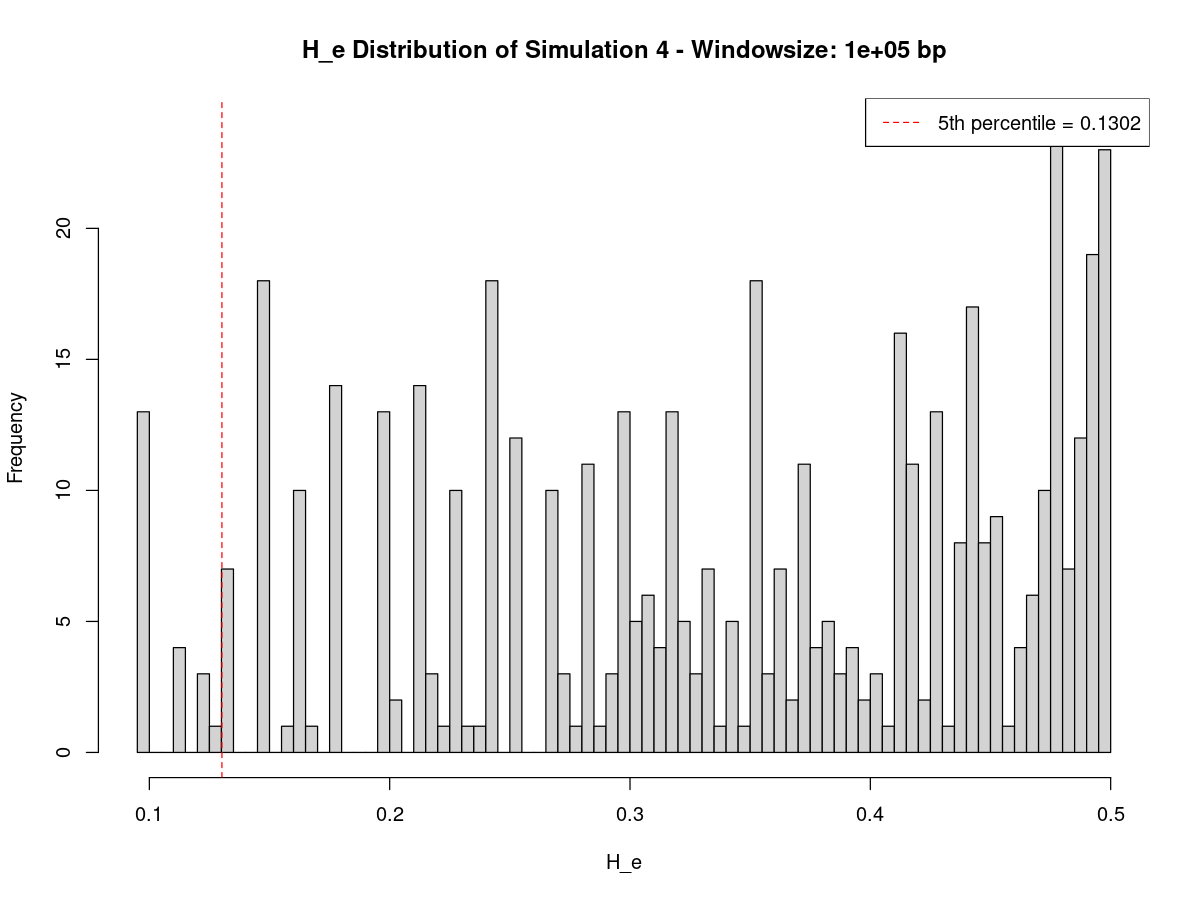 H_e Distribution of Simulation 4 - Windowsize: 1e+05 bp
5th percentile = 0.1302
Frequency
20
15
10
5
0
0.1 0.2 0.3 0.4 0.5
H_e